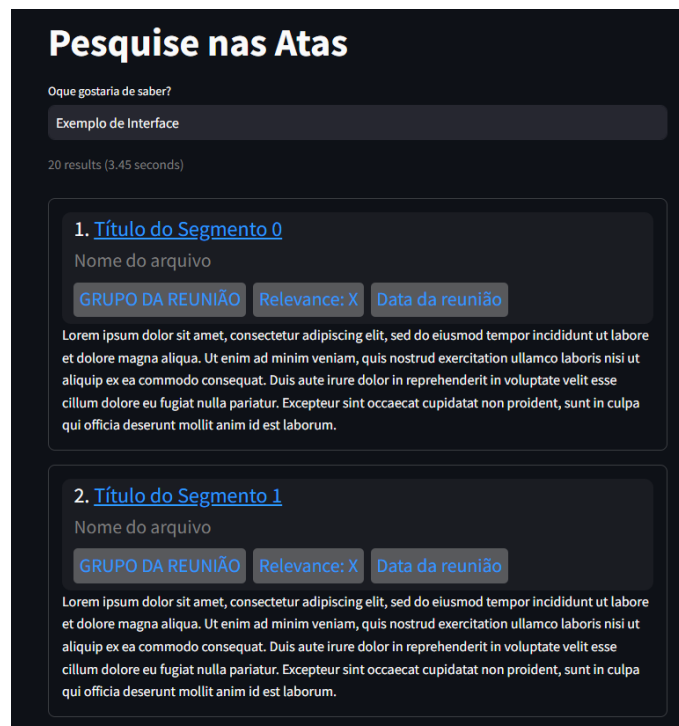 Pesquise nas Atas
Oque gostaria de saber?
Exemplo de Interface
20 results (3.45 seconds)
1. Título do Segmento 0
Nome do arquivo
GRUPO DA REUNIÃO Relevance: X Data da reunião
Lorem ipsum dolor sit amet, consectetur adipiscing elit, sed do eiusmod tempor incididunt ut labore
et dolore magna aliqua. Ut enim ad minim veniam, quis nostrud exercitation ullamco laboris nisi ut
aliquip ex ea commodo consequat. Duis aute irure dolor in reprehenderit in voluptate velit esse
cillum dolore eu fugiat nulla pariatur. Excepteur sint occaecat cupidatat non proident, sunt in culpa
qui officia deserunt mollit anim id est laborum.
2. Título do Segmento 1
Nome do arquivo
GRUPO DA REUNIÃO Relevance: X Data da reunião
Lorem ipsum dolor sit amet, consectetur adipiscing elit, sed do eiusmod tempor incididunt ut labore
et dolore magna aliqua. Ut enim ad minim veniam, quis nostrud exercitation ullamco laboris nisi ut
aliquip ex ea commodo consequat. Duis aute irure dolor in reprehenderit in voluptate velit esse
cillum dolore eu fugiat nulla pariatur. Excepteur sint occaecat cupidatat non proident, sunt in culpa
qui officia deserunt mollit anim id est laborum.